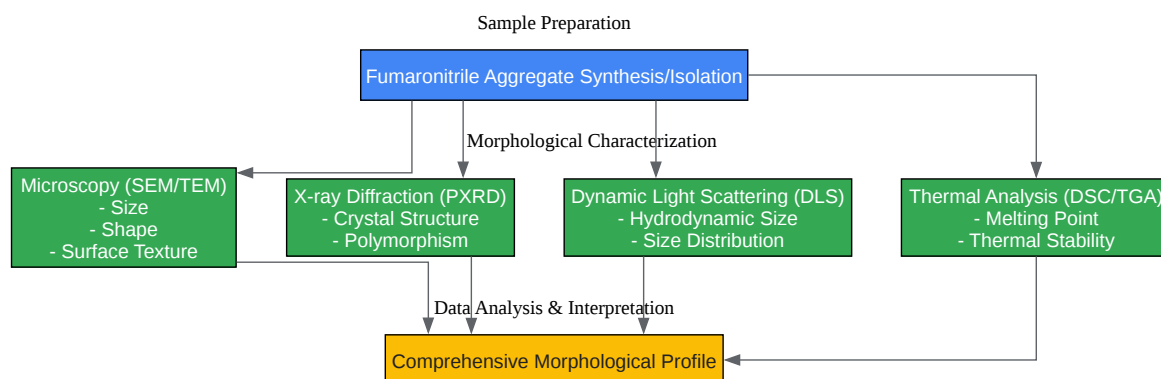 Sample Preparation
Fumaronitrile Aggregate Synthesis/Isolation
Morphological Characterization
Microscopy (SEM/TEM)
- Size
- Shape
- Surface Texture
X-ray Diffraction (PXRD)
- Crystal Structure
- Polymorphism
Dynamic Light Scattering (DLS)
- Hydrodynamic Size
- Size Distribution
Thermal Analysis (DSC/TGA)
- Melting Point
- Thermal Stability
Data Analysis & Interpretation
Comprehensive Morphological Profile